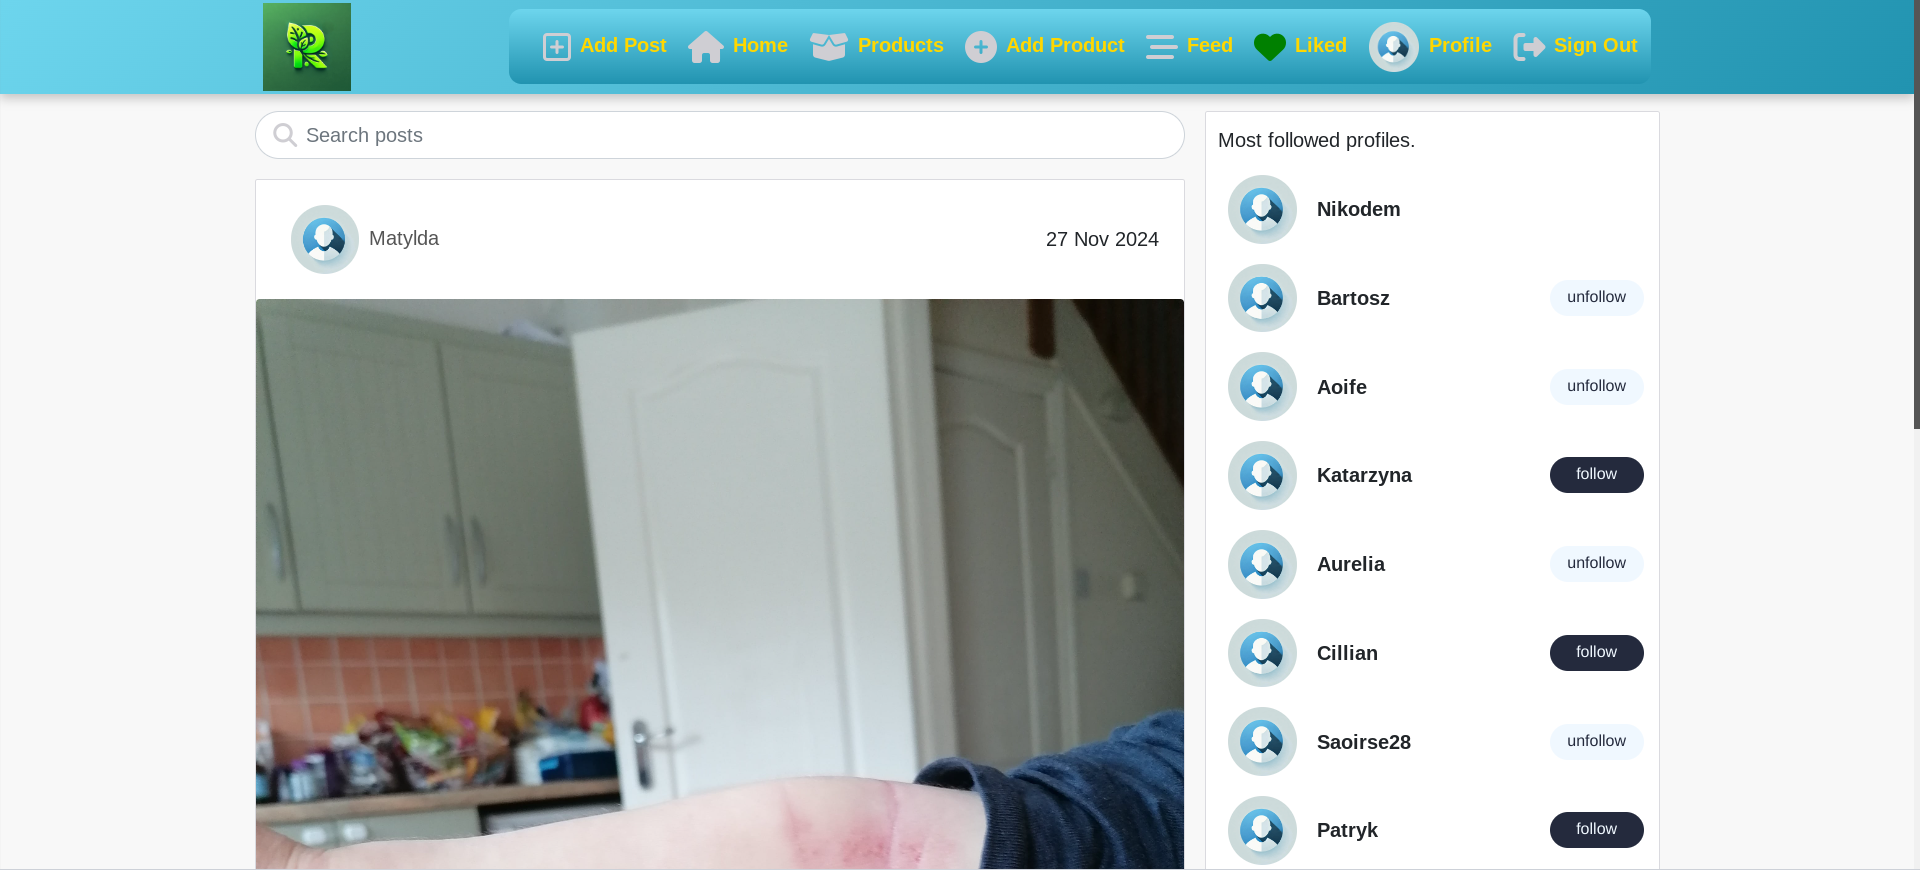 Add Post
Home
Products
Add Product
Feed
Liked
Profile
Sign Out
Search posts
Matylda
27 Nov 2024
Most followed profiles.
Nikodem
Bartosz
unfollow
Aoife
unfollow
Katarzyna
follow
Aurelia
unfollow
Cillian
follow
Saoirse28
unfollow
Patryk
follow